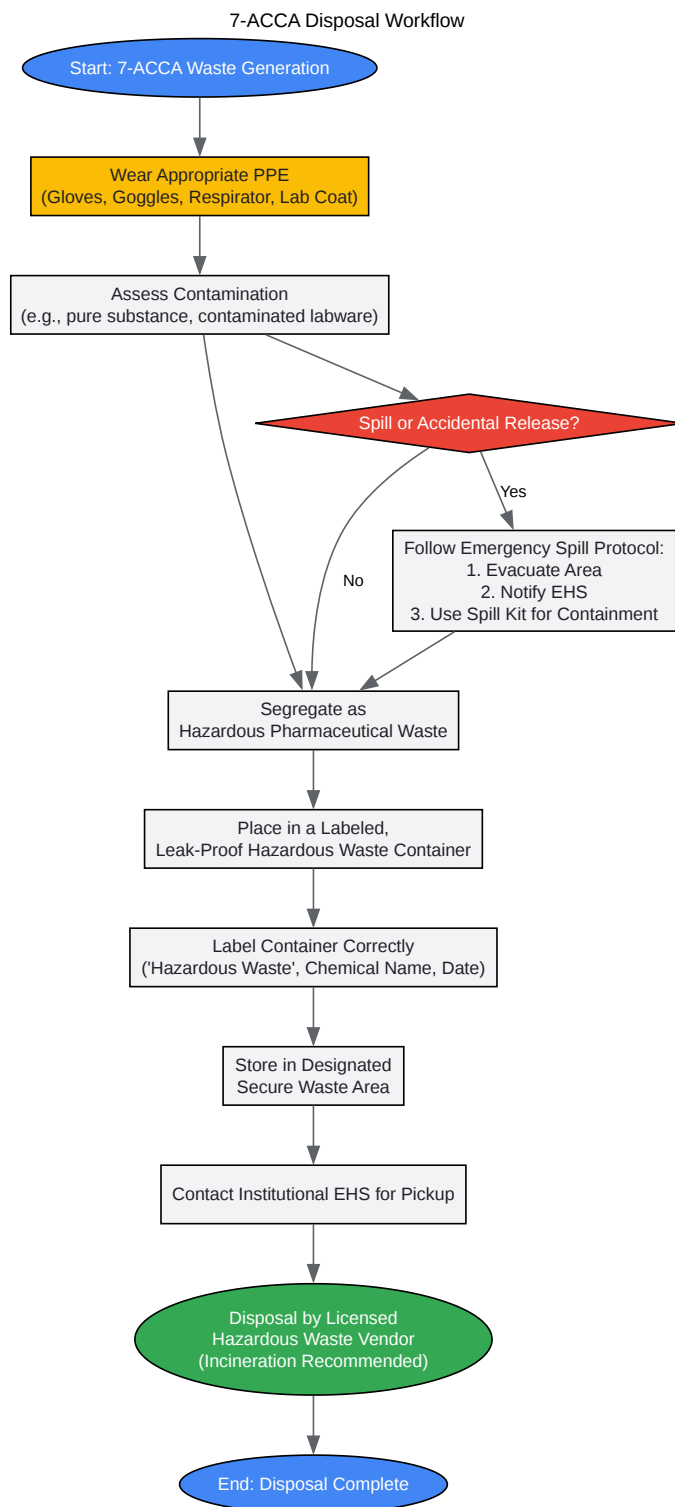 7-ACCA Disposal Workflow
Start: 7-ACCA Waste Generation
Wear Appropriate PPE
(Gloves, Goggles, Respirator, Lab Coat)
Assess Contamination
(e.g., pure substance, contaminated labware)
Spill or Accidental Release?
Yes
Follow Emergency Spill Protocol:
1. Evacuate Area
2. Notify EHS
3. Use Spill Kit for Containment
No
Segregate as
Hazardous Pharmaceutical Waste
Place in a Labeled,
Leak-Proof Hazardous Waste Container
Label Container Correctly
('Hazardous Waste', Chemical Name, Date)
Store in Designated
Secure Waste Area
Contact Institutional EHS for Pickup
Disposal by Licensed
Hazardous Waste Vendor
(Incineration Recommended)
End: Disposal Complete